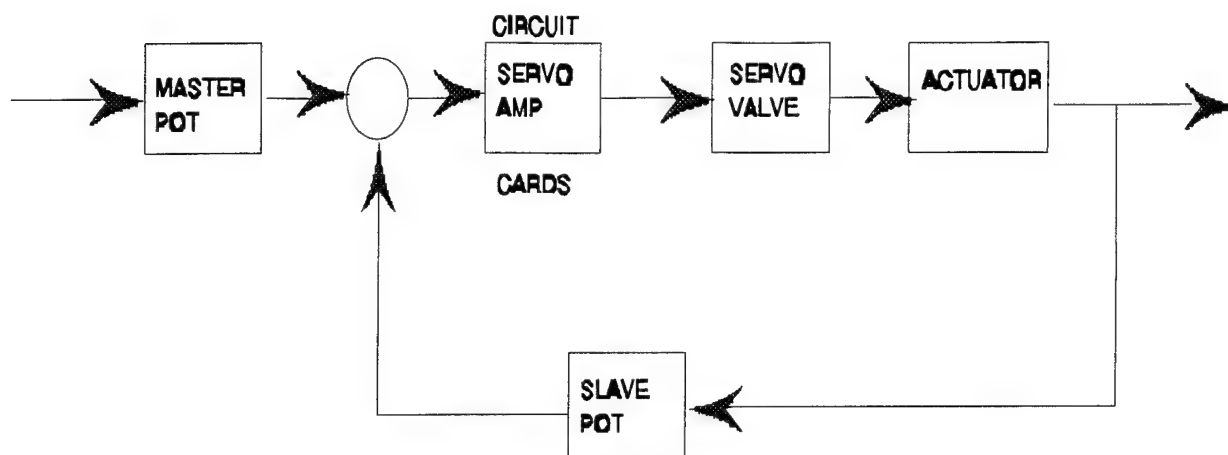 MASTER
POT
CIRCUIT
SERVO
AMP
CARDS
SERVO
VALVE
ACTUATOR
SLAVE
POT